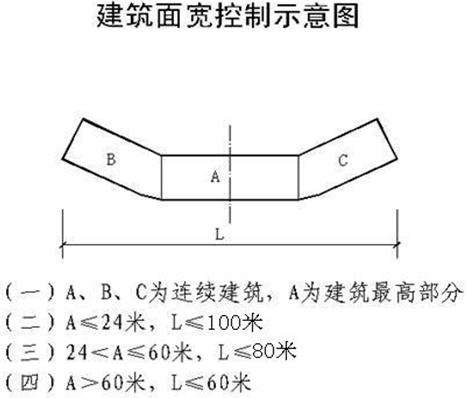 建筑面宽控制示意图
B
A
C
L
(一)A、B、C为连续建筑，A为建筑最高部分
(二)A≤24米，L≤100米
(三)24<A≤60米，L≤80米
(四)A>60米，L≤60米